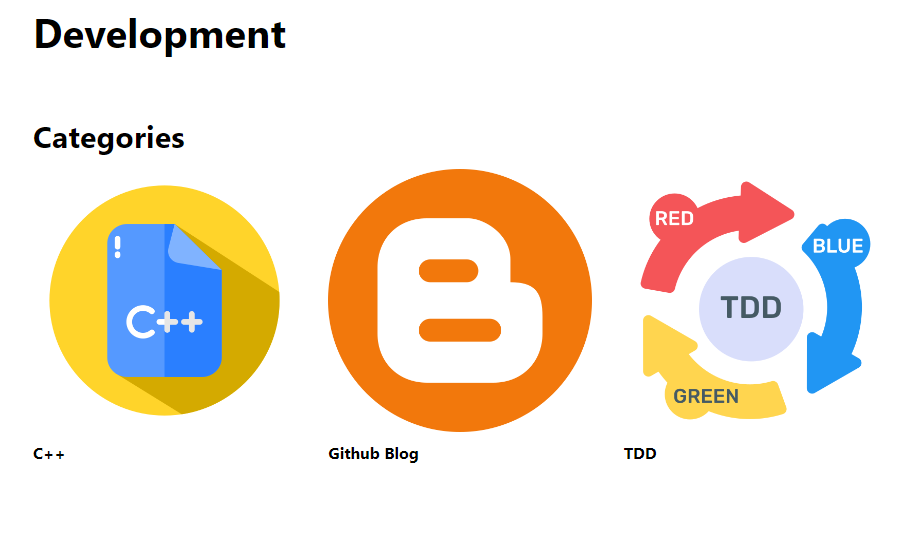 Development
Categories
!
C++
RED
BLUE
TDD
GREEN
C++
Github Blog
TDD